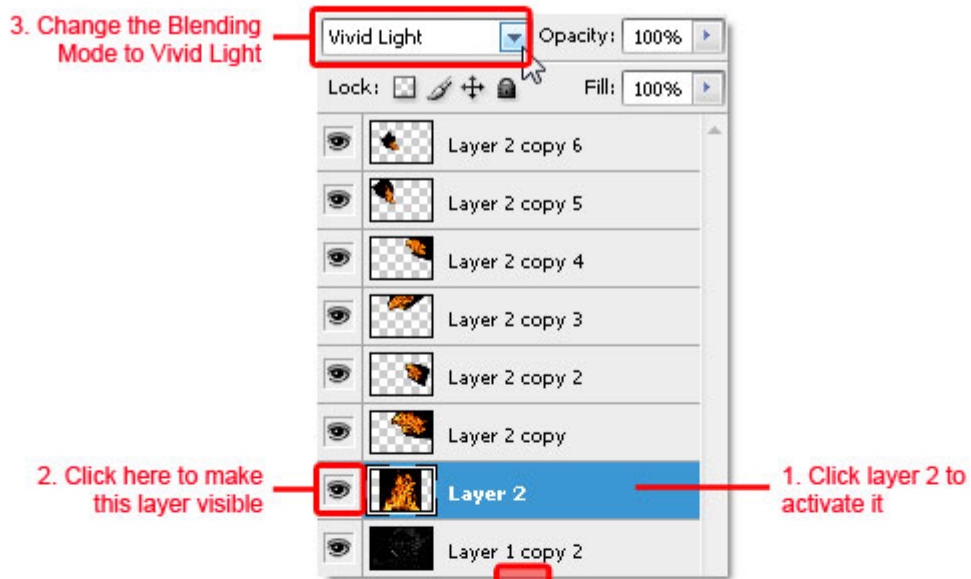 3. Change the Blending
Mode to Vivid Light
Vivid Light
Opacity: 100%
Lock:
Fill: 100%
Layer 2 copy 6
Layer 2 copy 5
Layer 2 copy 4
Layer 2 copy 3
Layer 2 copy 2
Layer 2 copy
2. Click here to make
this layer visible
Layer 2
1. Click layer 2 to
activate it
Layer 1 copy 2